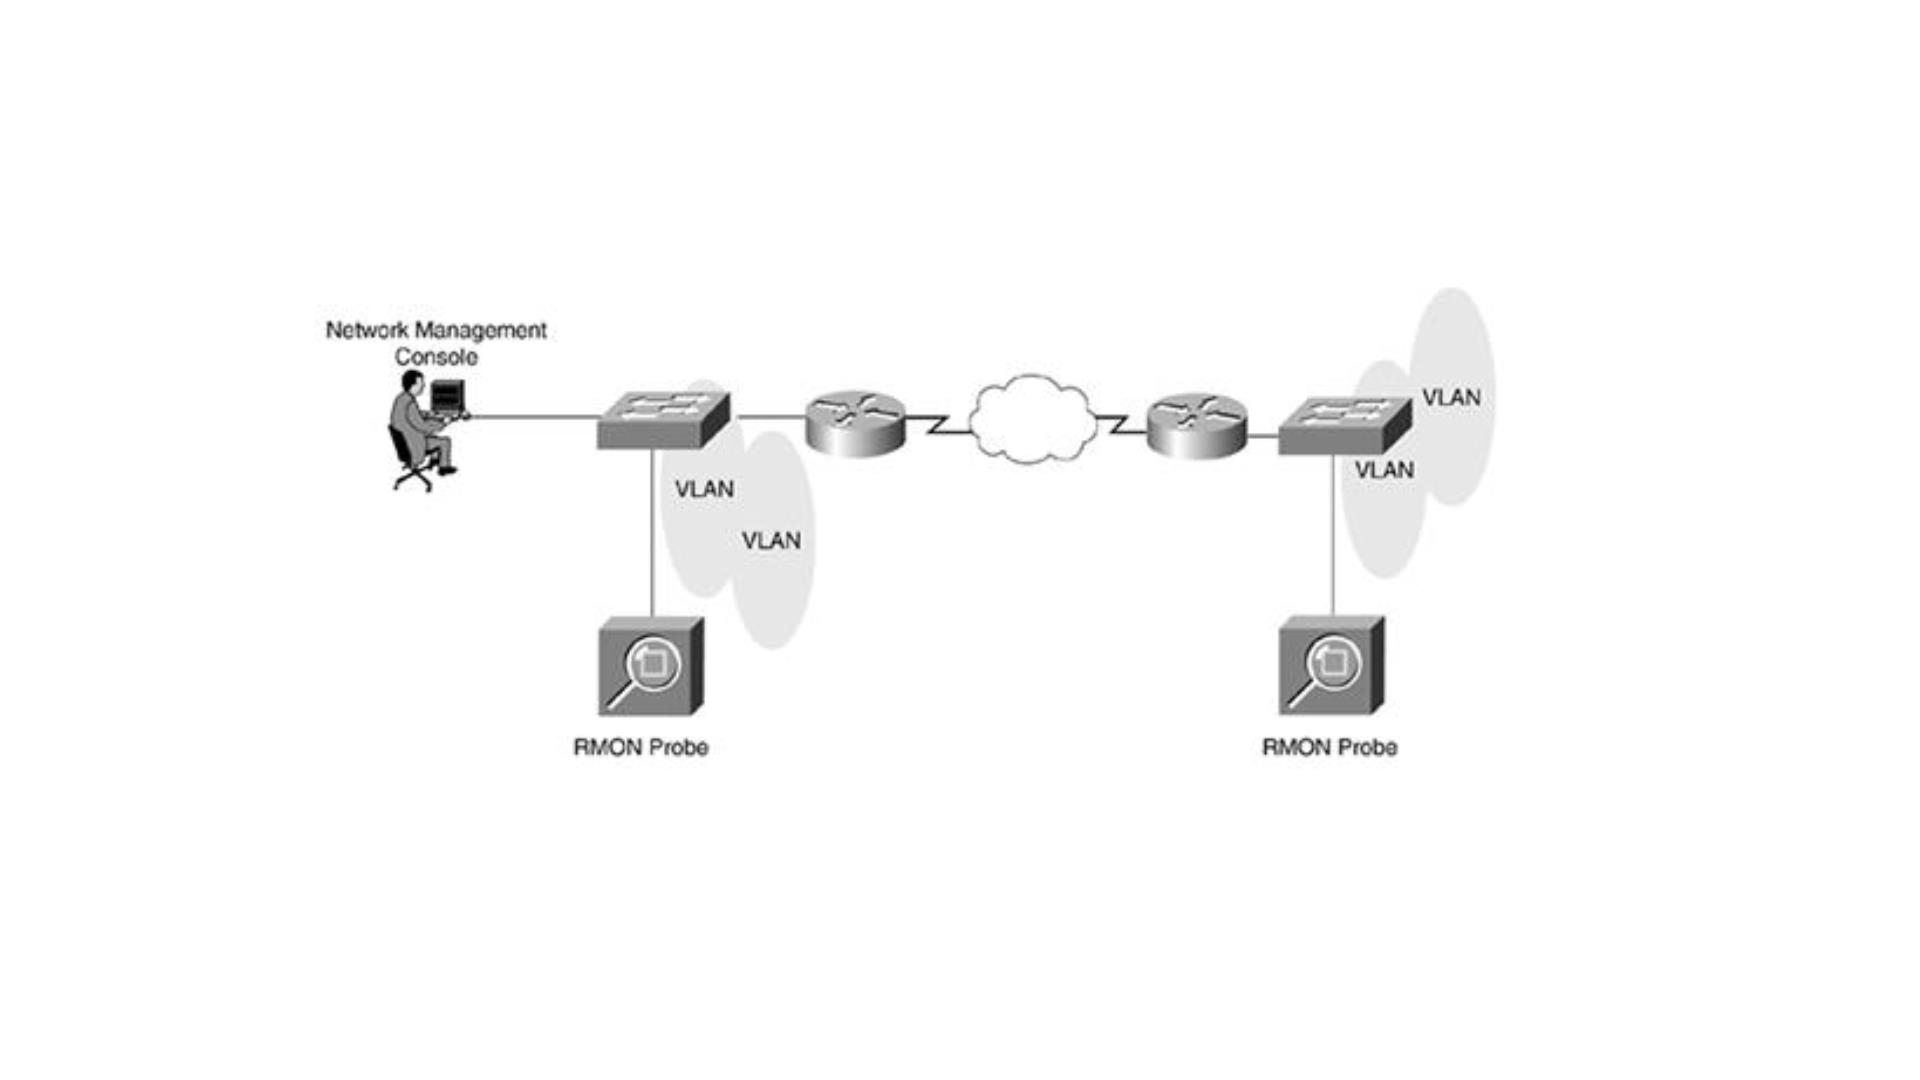 Network Management
Console
VLAN
VLAN
VLAN
VLAN
RMON Probe
RMON Probe